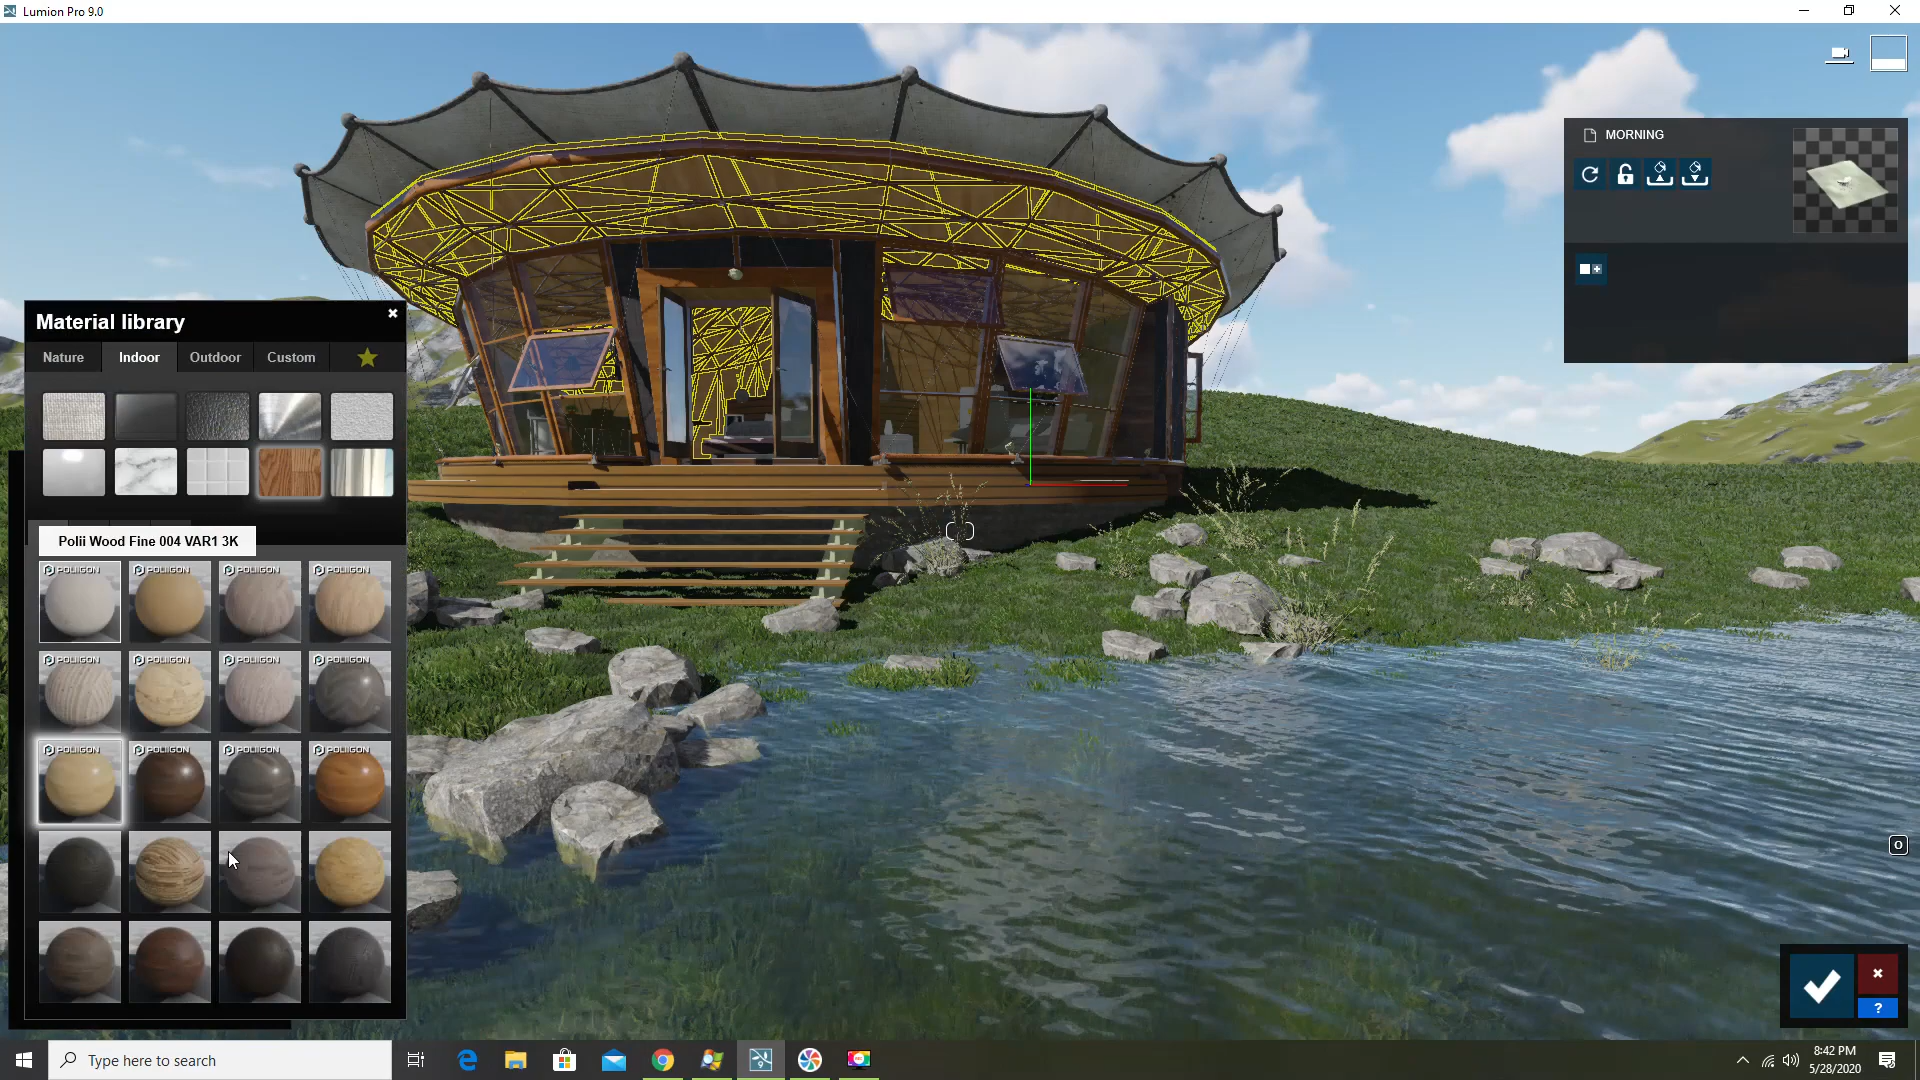 Lumion Pro 9.0
MORNING
Material library
Nature Indoor Outdoor Custom
Polii Wood Fine 004 VAR1 3K
POLIIGON POLIIGON POLIIGON POLIIGON
POLIIGON POLIIGON POLIIGON POLIIGON
POLIIGON POLIIGON POLIIGON POLIIGON
O
?
Type here to search
8:42 PM
5/28/2020